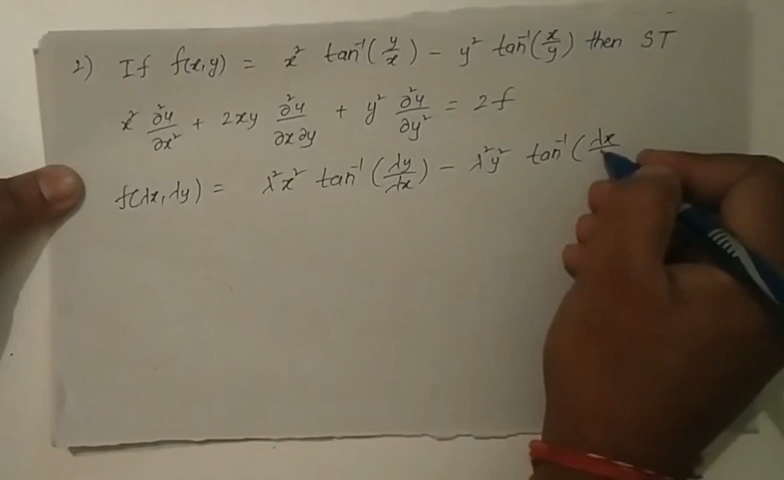 2) If f(x,y) = x² tan⁻¹(y/x) − y² tan⁻¹(x/y) then ST
x² ∂²u/∂x² + 2xy ∂²u/∂x∂y + y² ∂²u/∂y² = 2f
f(λx, λy) = λ²x² tan⁻¹(λy/λx) − λ²y² tan⁻¹(λx